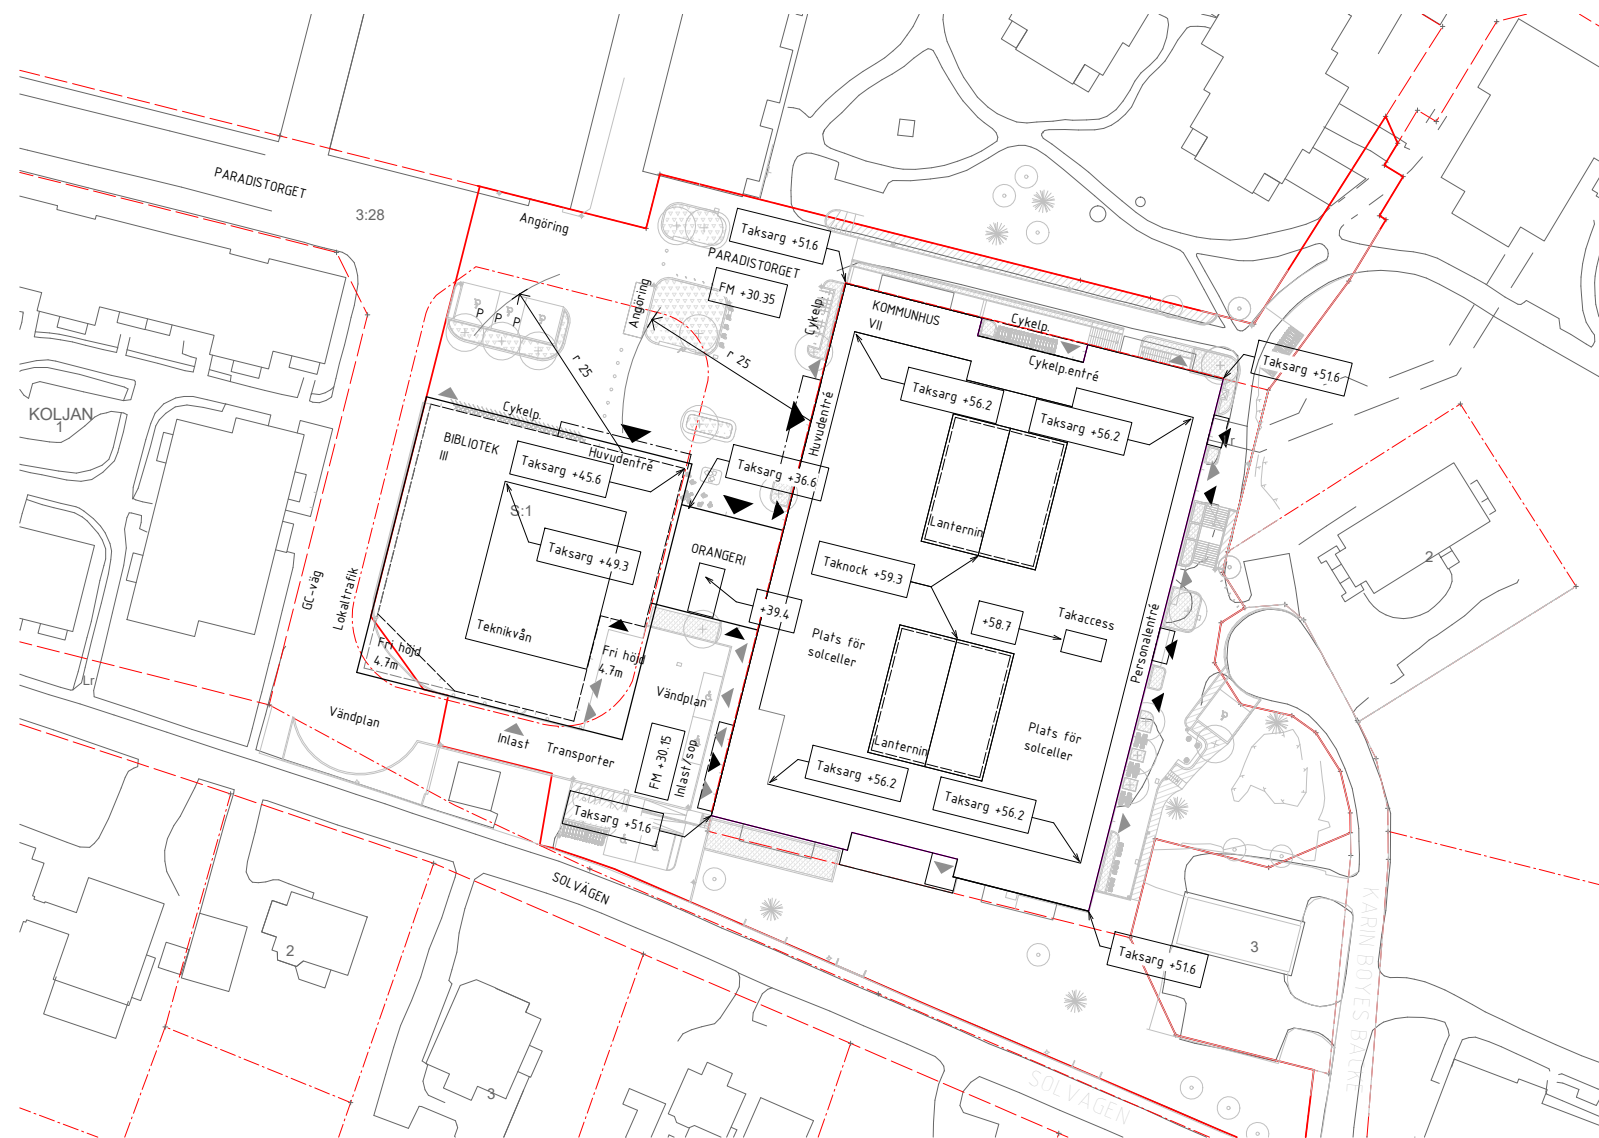 PARADISTORGET
3:28
Angöring
Taksarg +51.6
PARADISTORGET
FM +30.35
Angöring
Cykelp.
KOMMUNHUS
VII
Cykelp.
Cykelp.entré
Taksarg +51.6
P P P
r 25
r 25
Taksarg +56.2
Taksarg +56.2
KOLJAN
1
Cykelp.
BIBLIOTEK
III
Huvudentré
Taksarg +45.6
Huvudentré
Taksarg +36.6
Lr
S:1
Lanternin
Taksarg +49.3
ORANGERI
Taknock +59.3
2
GC-väg
Lokaltrafik
+39.4
+58.7
Takaccess
Teknikvån
Plats för
solceller
Personalentré
Fri höjd
4.7m
Fri höjd
4.7m
Lr
Vändplan
Vändplan
Plats för
solceller
Lanternin
Inlast
Transporter
FM +30.15
Inlast/sop
Taksarg +56.2
Taksarg +56.2
Taksarg +51.6
SOLVÄGEN
2
3
Taksarg +51.6
KARIN BOYES BACKE
3
SOLVÄGEN